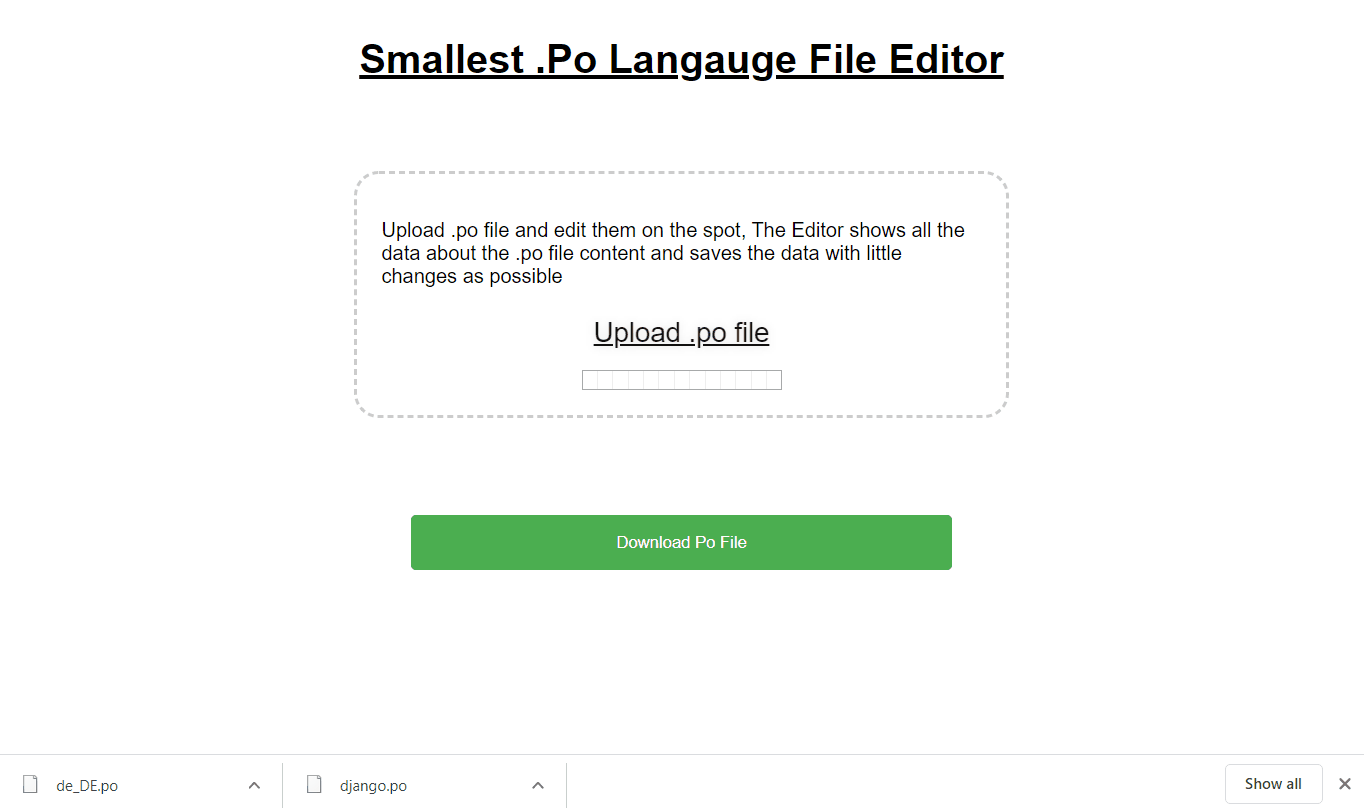 Smallest .Po Langauge File Editor
Upload .po file and edit them on the spot, The Editor shows all the
data about the .po file content and saves the data with little
changes as possible
Upload .po file
Download Po File
de_DE.po
django.po
Show all